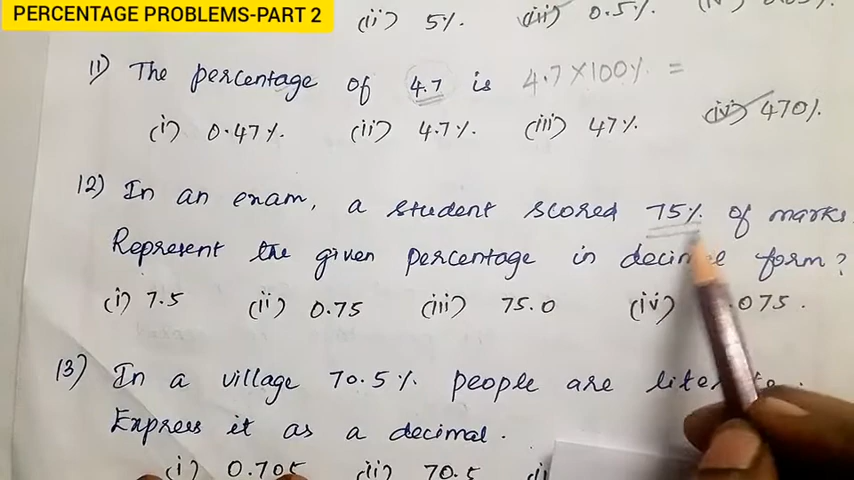 PERCENTAGE PROBLEMS-PART 2
(ii) 5%. (iii) 0.5%.
11) The percentage of 4.7 is 4.7×100% =
(i) 0.47%. (ii) 4.7%. (iii) 47%. (iv) 470%.
12) In an exam, a student scored 75% of marks.
Represent the given percentage in decimal form?
(i) 7.5 (ii) 0.75 (iii) 75.0 (iv) .075.
13) In a village 70.5% people are literate.
Express it as a decimal.
(i) 0.705 (ii) 70.5